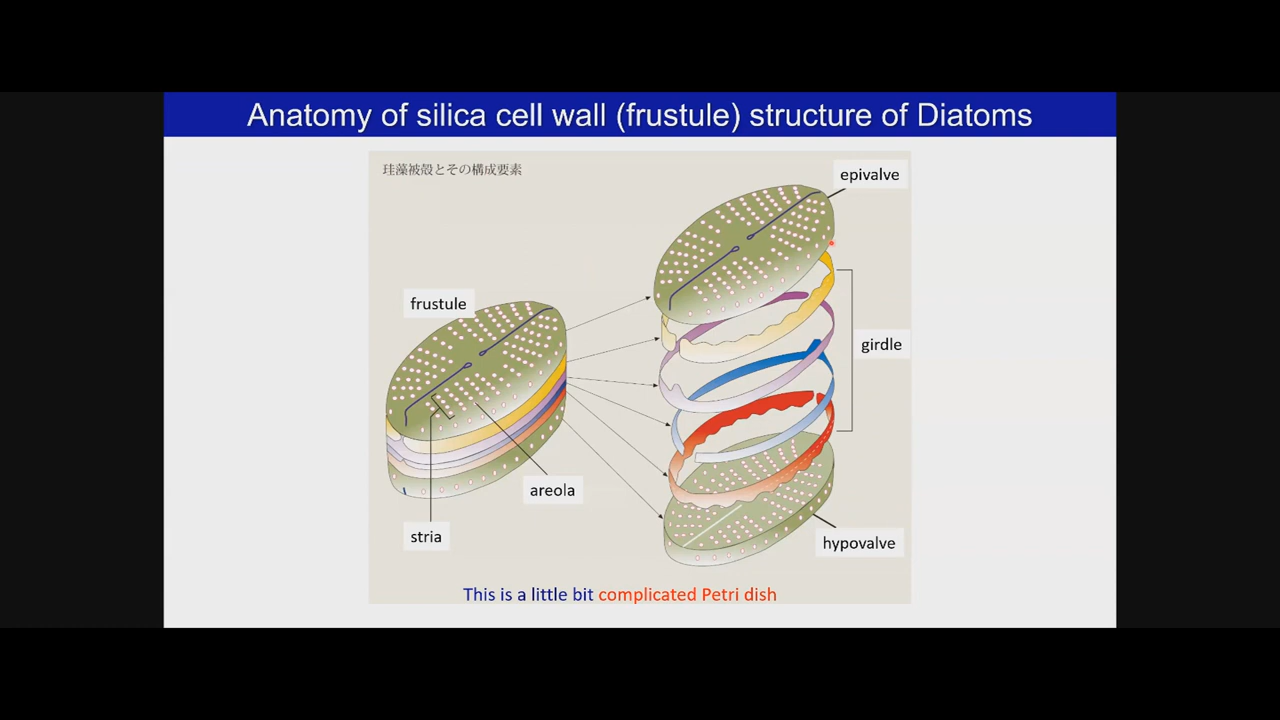 Anatomy of silica cell wall (frustule) structure of Diatoms
珪藻被殻とその構成要素
epivalve
frustule
girdle
areola
stria
hypovalve
This is a little bit complicated Petri dish